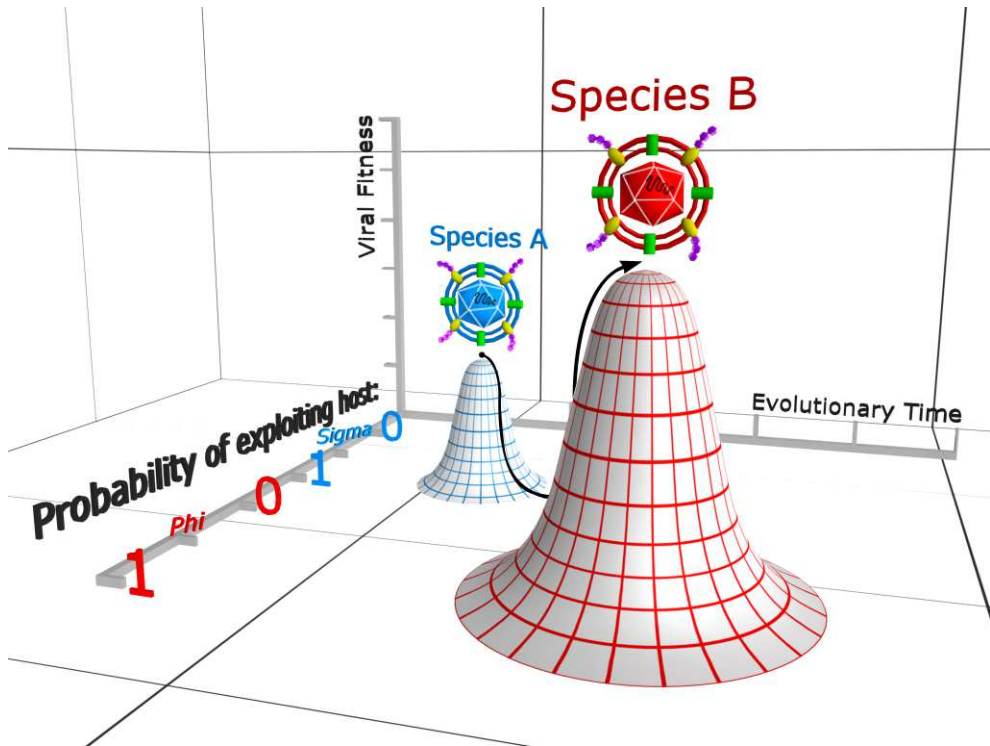 Species B
Species A
Viral Fitness
Evolutionary Time
Probability of exploiting host:
0
Sigma
1
0
Phi
1